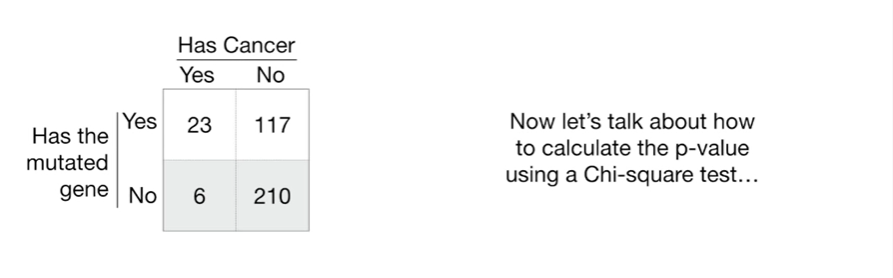 Has Cancer
Yes No
Has the
mutated
gene
Yes 23 117
No 6 210
Now let’s talk about how
to calculate the p-value
using a Chi-square test…